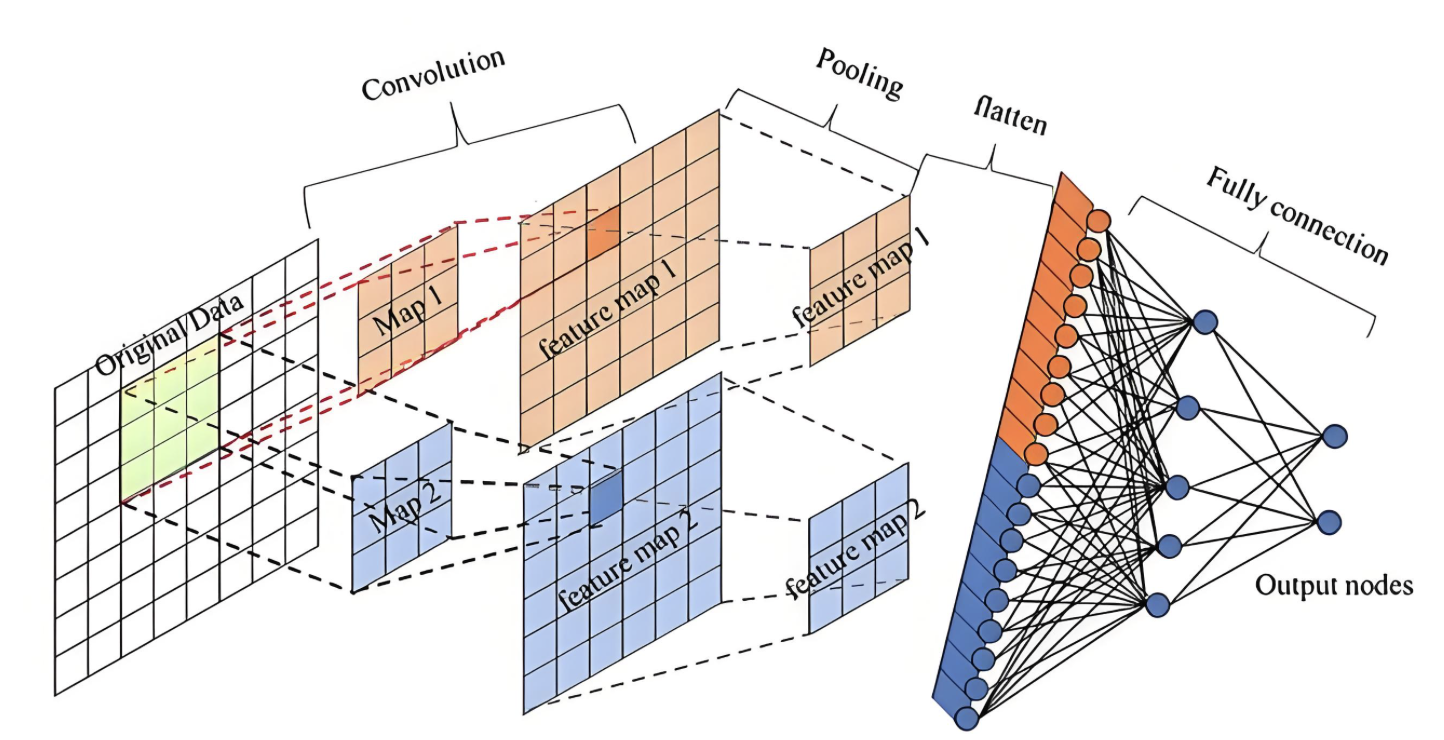 Convolution
Pooling
flatten
Fully connection
Original Data
Map 1
feature map 1
feature map 1
Map 2
feature map 2
feature map 2
Output nodes